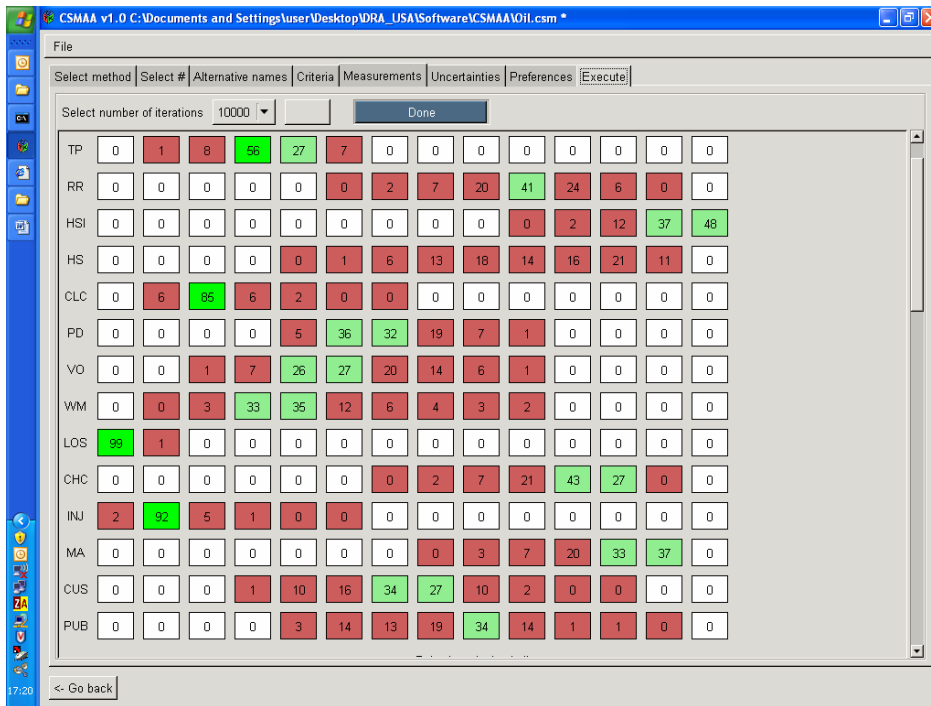 CSMAA v1.0 C:\Documents and Settings\user\Desktop\DRA_USA\Software\CSMAA\Oil.csm *
File
Select method Select # Alternative names Criteria Measurements Uncertainties Preferences Execute
Select number of iterations 10000 Done
TP 0 1 8 56 27 7 0 0 0 0 0 0 0 0
RR 0 0 0 0 0 0 2 7 20 41 24 6 0 0
HSI 0 0 0 0 0 0 0 0 0 0 2 12 37 48
HS 0 0 0 0 0 1 6 13 18 14 16 21 11 0
CLC 0 6 85 6 2 0 0 0 0 0 0 0 0 0
PD 0 0 0 0 5 36 32 19 7 1 0 0 0 0
VO 0 0 1 7 26 27 20 14 6 1 0 0 0 0
WM 0 0 3 33 35 12 6 4 3 2 0 0 0 0
LOS 99 1 0 0 0 0 0 0 0 0 0 0 0 0
CHC 0 0 0 0 0 0 0 2 7 21 43 27 0 0
INJ 2 92 5 1 0 0 0 0 0 0 0 0 0 0
MA 0 0 0 0 0 0 0 0 3 7 20 33 37 0
CUS 0 0 0 1 10 16 34 27 10 2 0 0 0 0
PUB 0 0 0 0 3 14 13 19 34 14 1 1 0 0
<- Go back
C:\
ZA
17:20